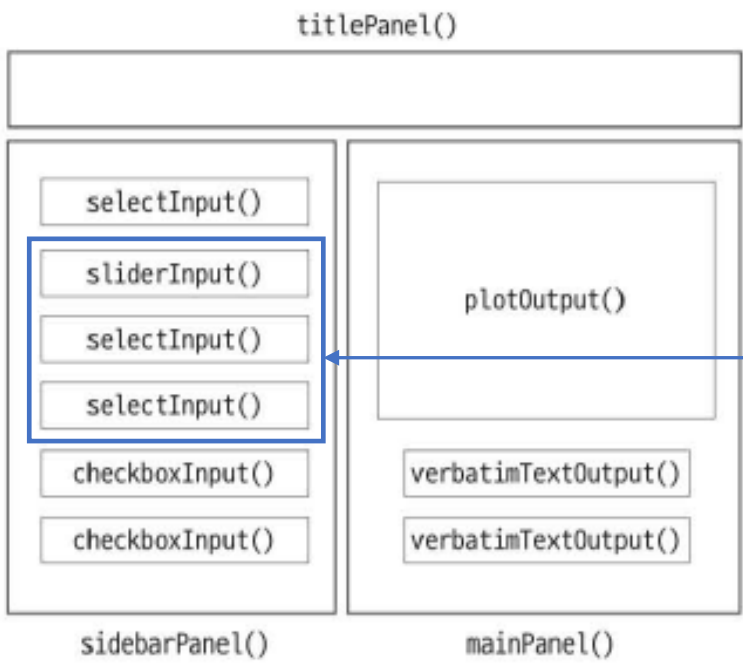 titlePanel()
selectInput()
sliderInput()
selectInput()
selectInput()
checkboxInput()
checkboxInput()
sidebarPanel()
plotOutput()
verbatimTextOutput()
verbatimTextOutput()
mainPanel()